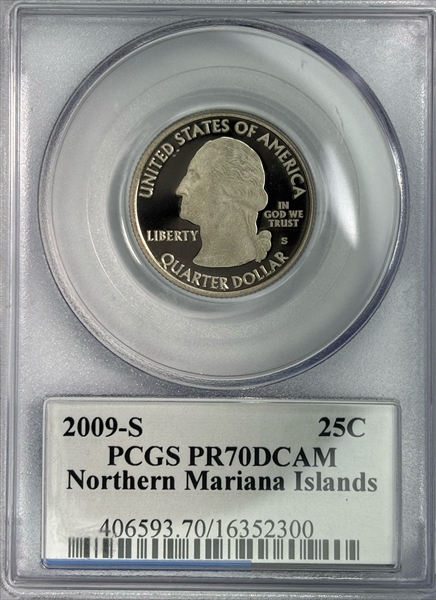 UNITED STATES OF AMERICA
IN
GOD WE
TRUST
LIBERTY
S
QUARTER DOLLAR
2009-S 25C
PCGS PR70DCAM
Northern Mariana Islands
406593.70/16352300